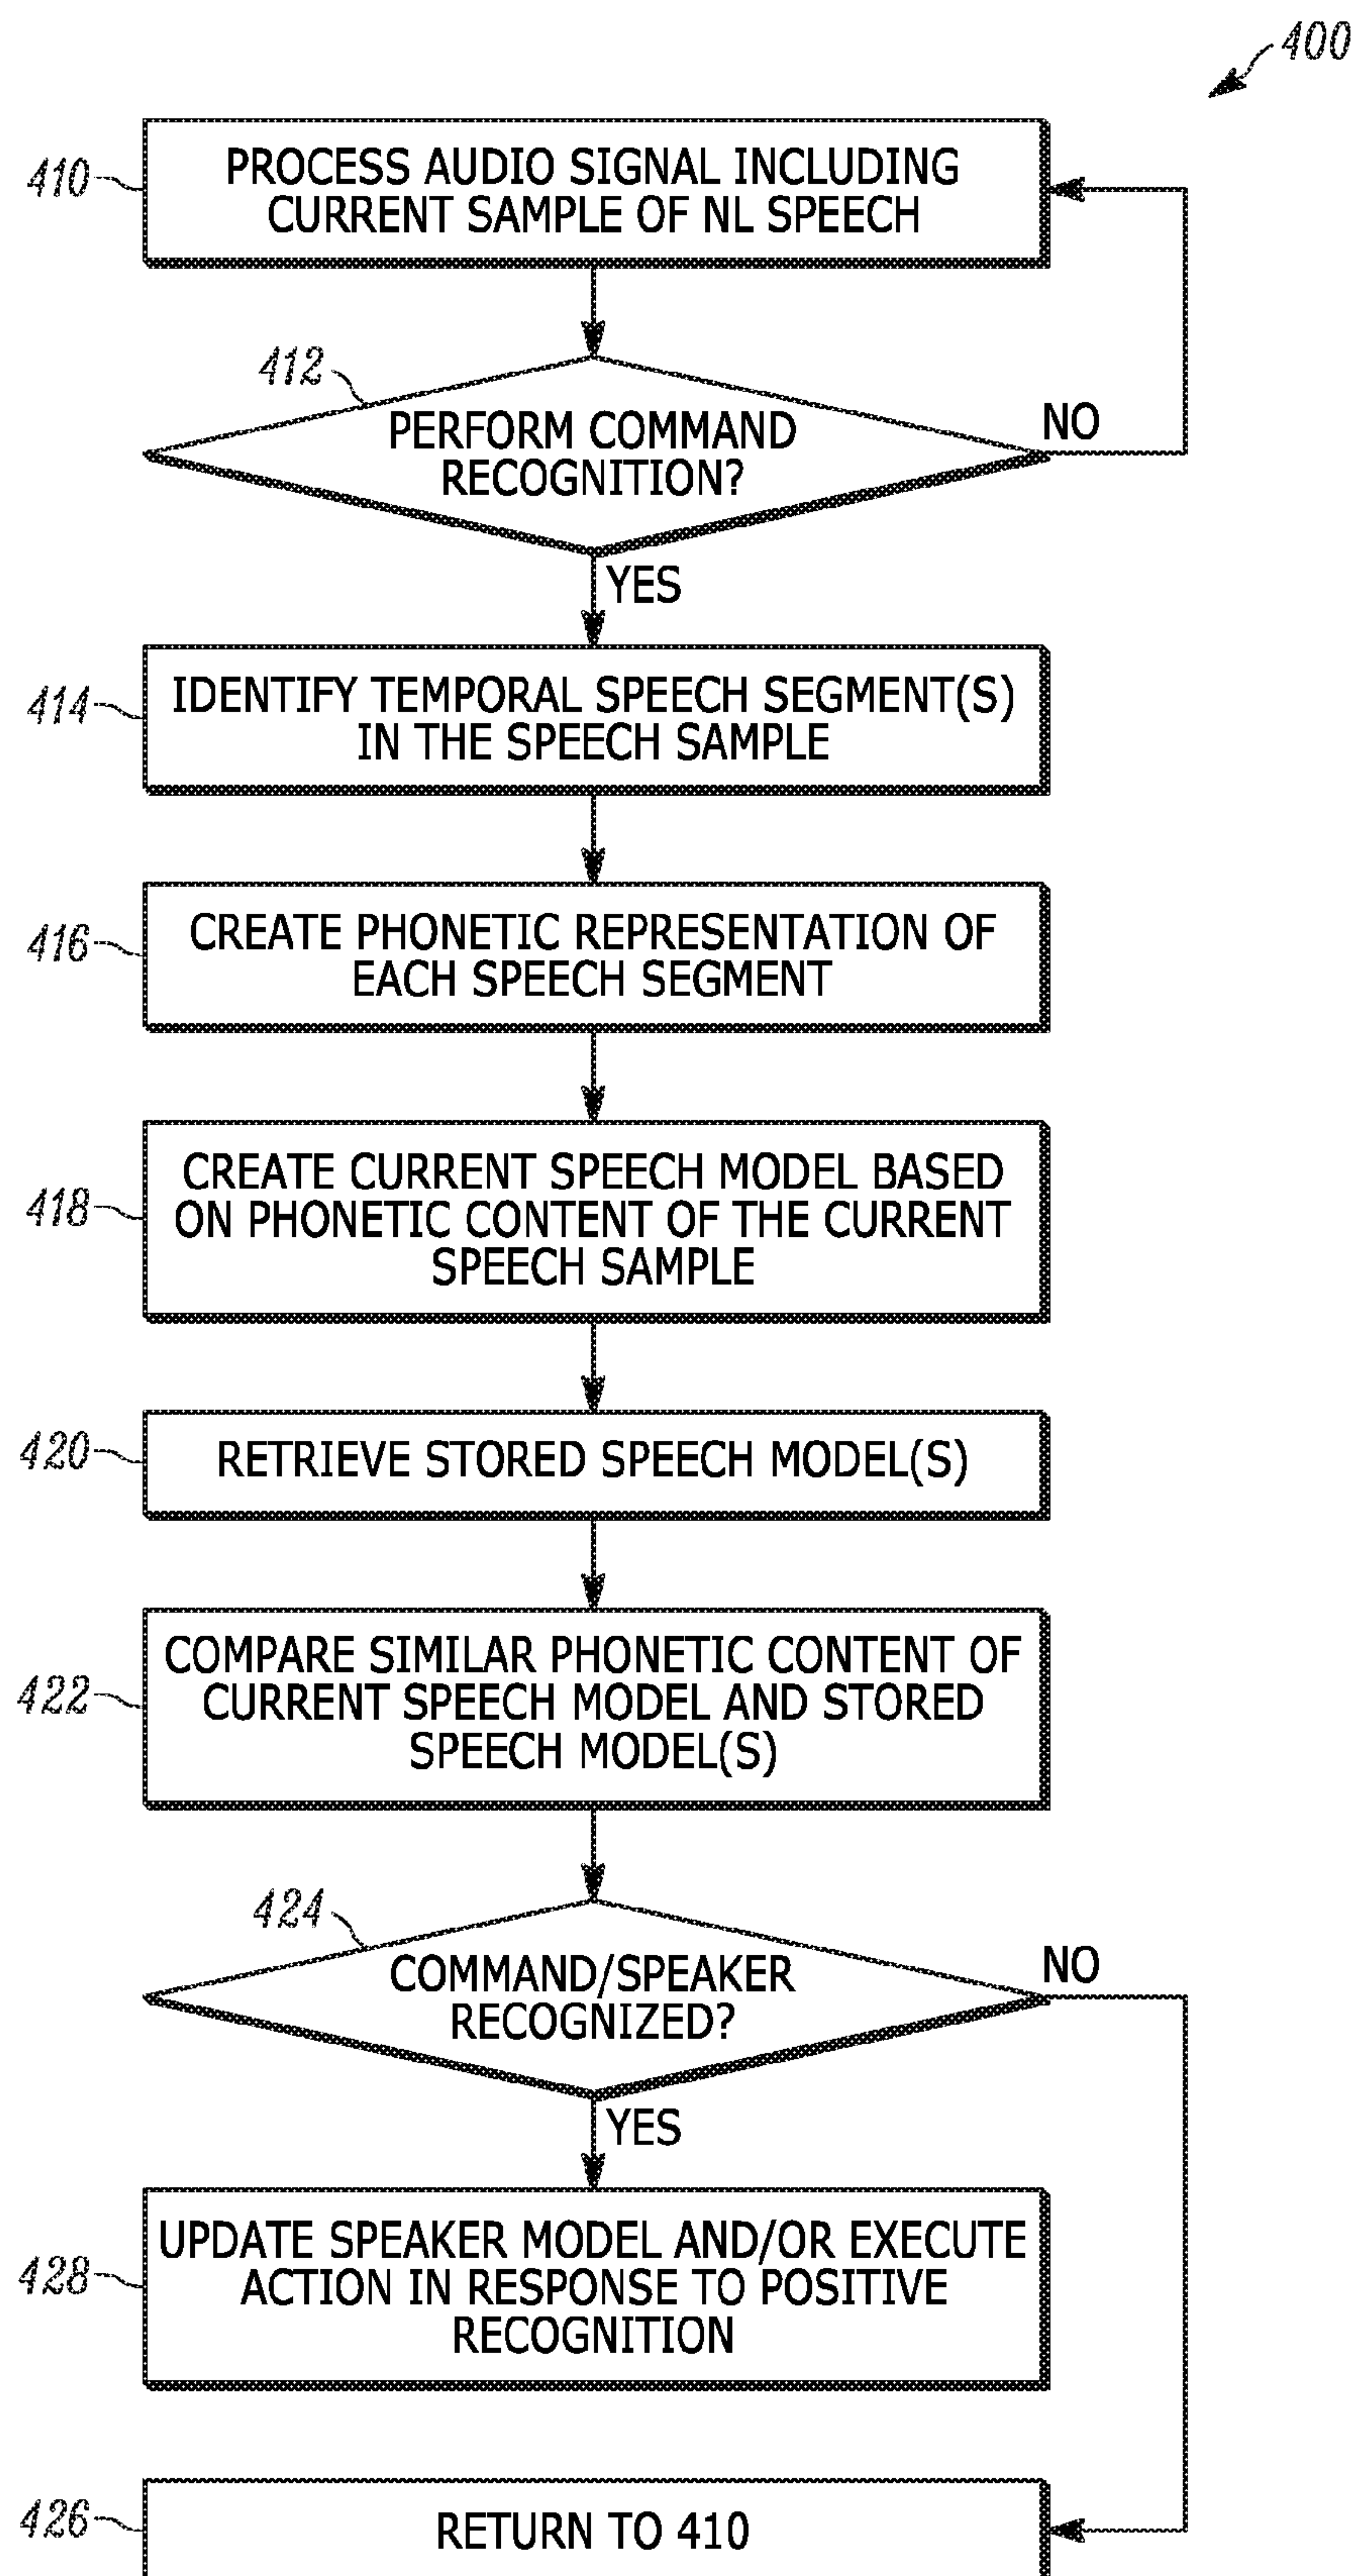 400
410
PROCESS AUDIO SIGNAL INCLUDING
CURRENT SAMPLE OF NL SPEECH
412
PERFORM COMMAND
RECOGNITION?
NO
YES
414
IDENTIFY TEMPORAL SPEECH SEGMENT(S)
IN THE SPEECH SAMPLE
416
CREATE PHONETIC REPRESENTATION OF
EACH SPEECH SEGMENT
418
CREATE CURRENT SPEECH MODEL BASED
ON PHONETIC CONTENT OF THE CURRENT
SPEECH SAMPLE
420
RETRIEVE STORED SPEECH MODEL(S)
422
COMPARE SIMILAR PHONETIC CONTENT OF
CURRENT SPEECH MODEL AND STORED
SPEECH MODEL(S)
424
COMMAND/SPEAKER
RECOGNIZED?
NO
YES
428
UPDATE SPEAKER MODEL AND/OR EXECUTE
ACTION IN RESPONSE TO POSITIVE
RECOGNITION
426
RETURN TO 410